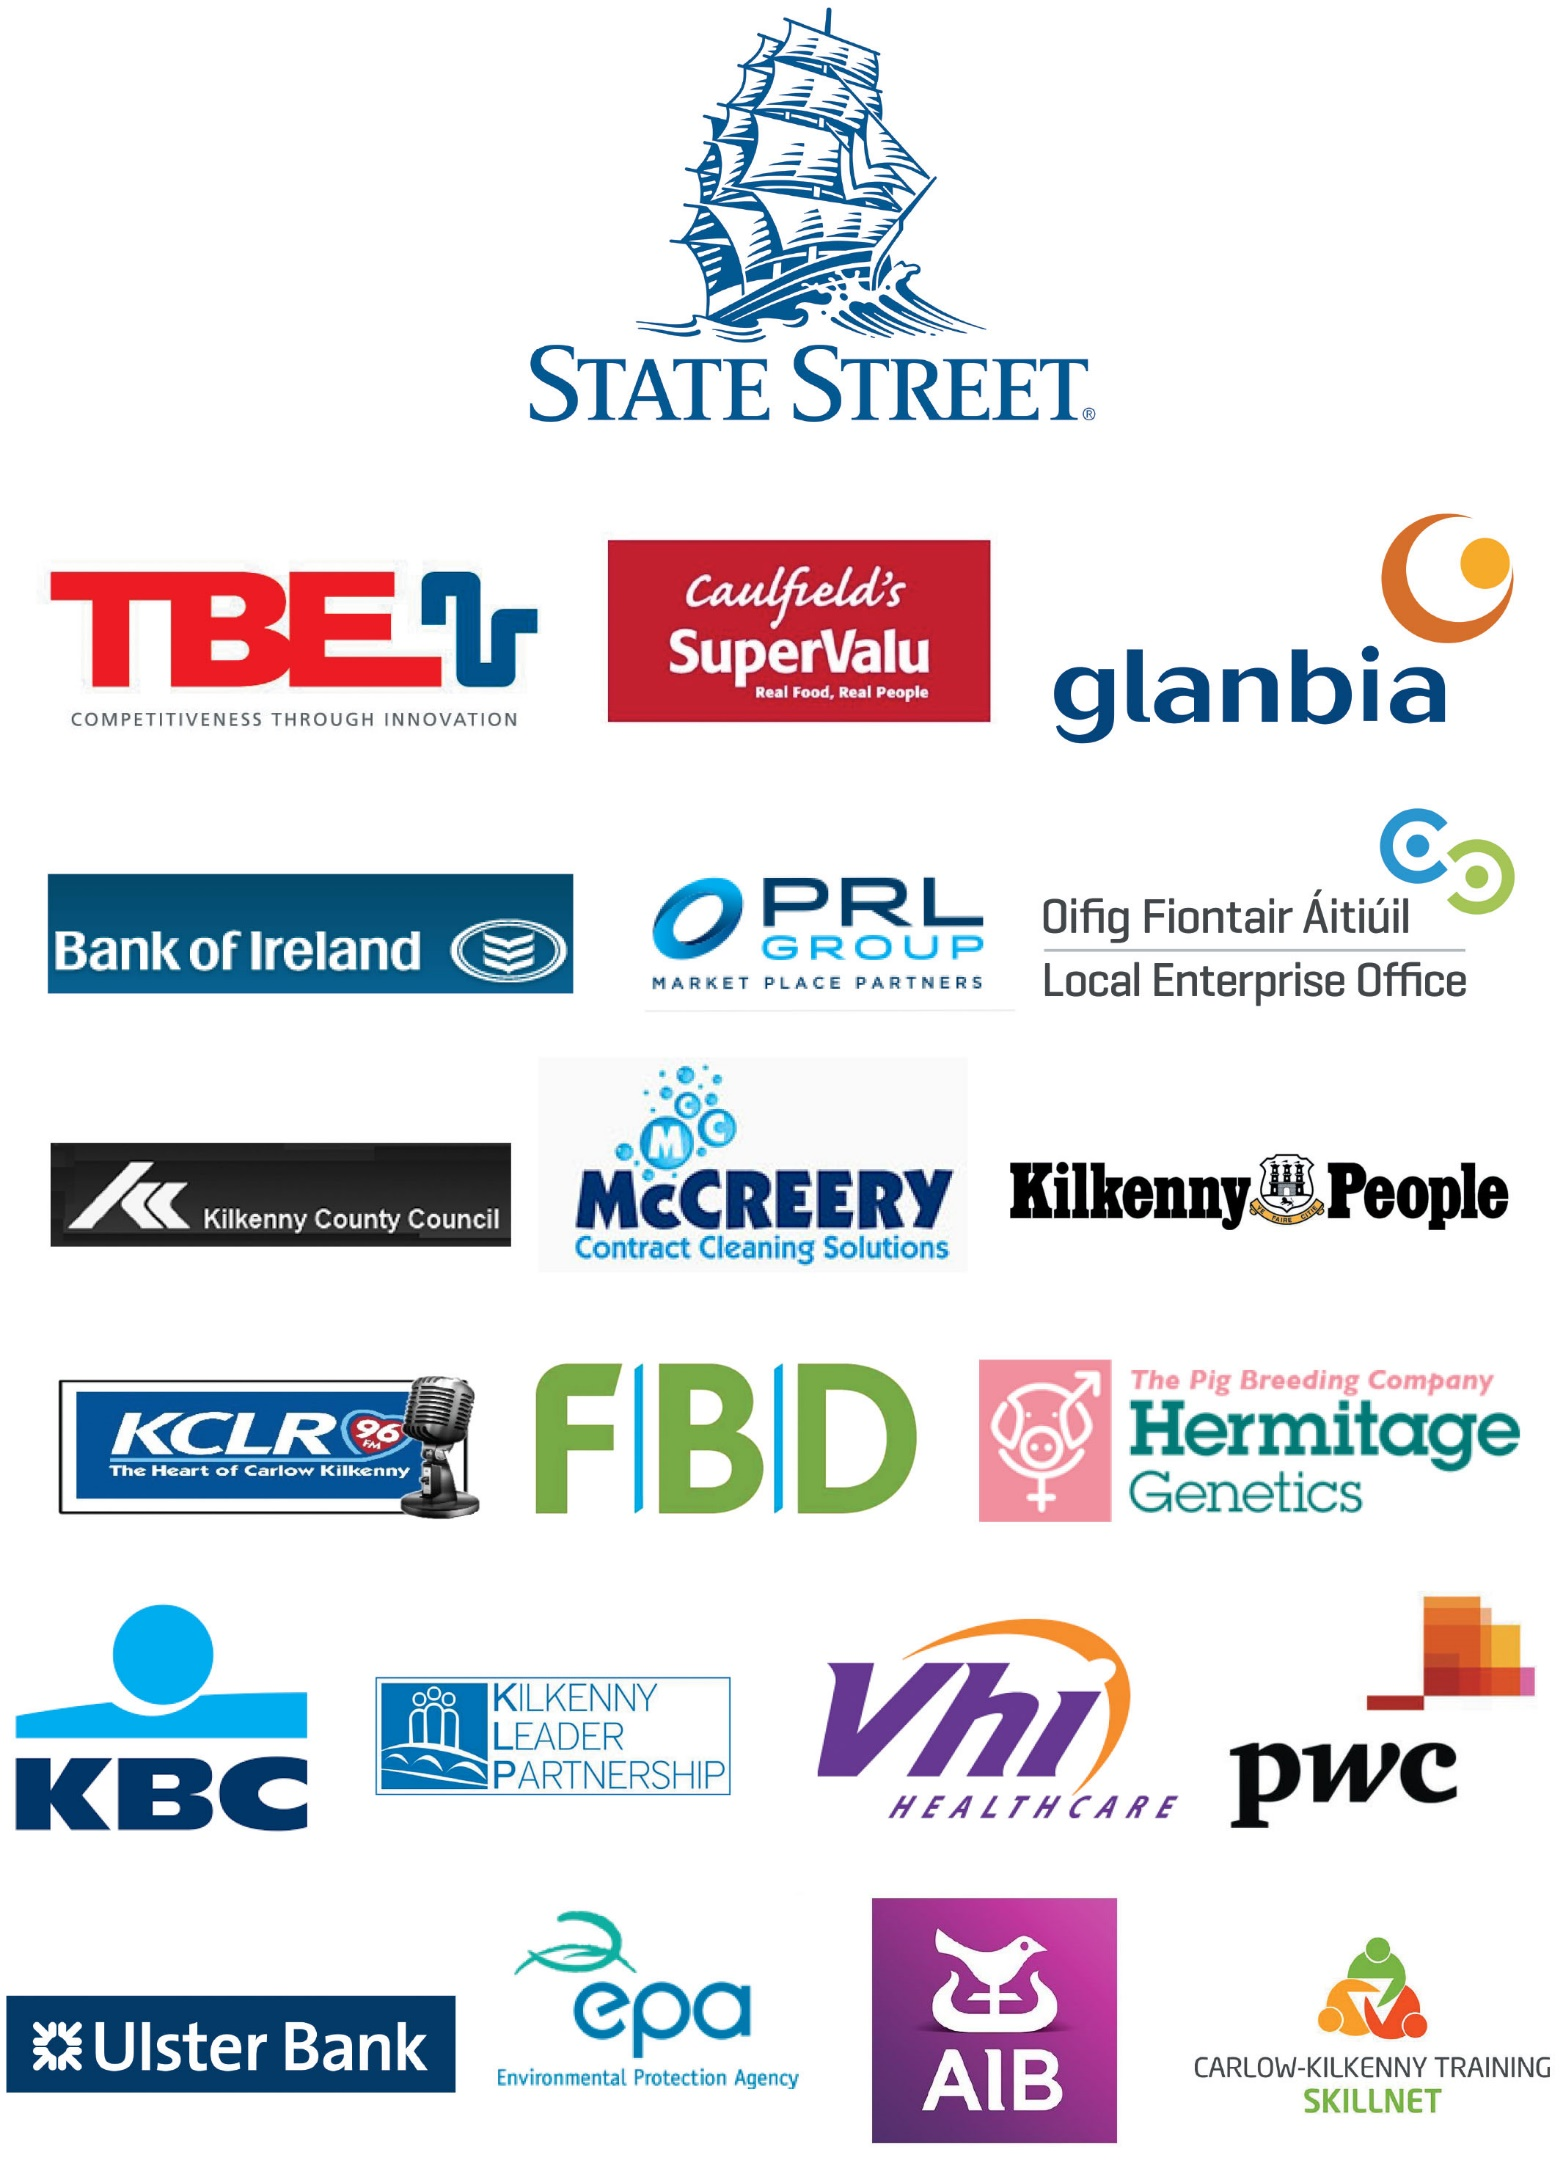 STATE STREET®
TBE
COMPETITIVENESS THROUGH INNOVATION
Caulfield's
SuperValu
Real Food, Real People
glanbia
Bank of Ireland
PRL
GROUP
MARKET PLACE PARTNERS
Oifig Fiontair Áitiúil
Local Enterprise Office
Kilkenny County Council
C
C
M C
McCREERY
Contract Cleaning Solutions
Kilkenny People
KCLR 96
FM
The Heart of Carlow Kilkenny
F|B|D
The Pig Breeding Company
Hermitage
Genetics
KBC
KILKENNY
LEADER
PARTNERSHIP
Vhi
HEALTHCARE
pwc
Ulster Bank
epa
Environmental Protection Agency
AIB
CARLOW-KILKENNY TRAINING
SKILLNET